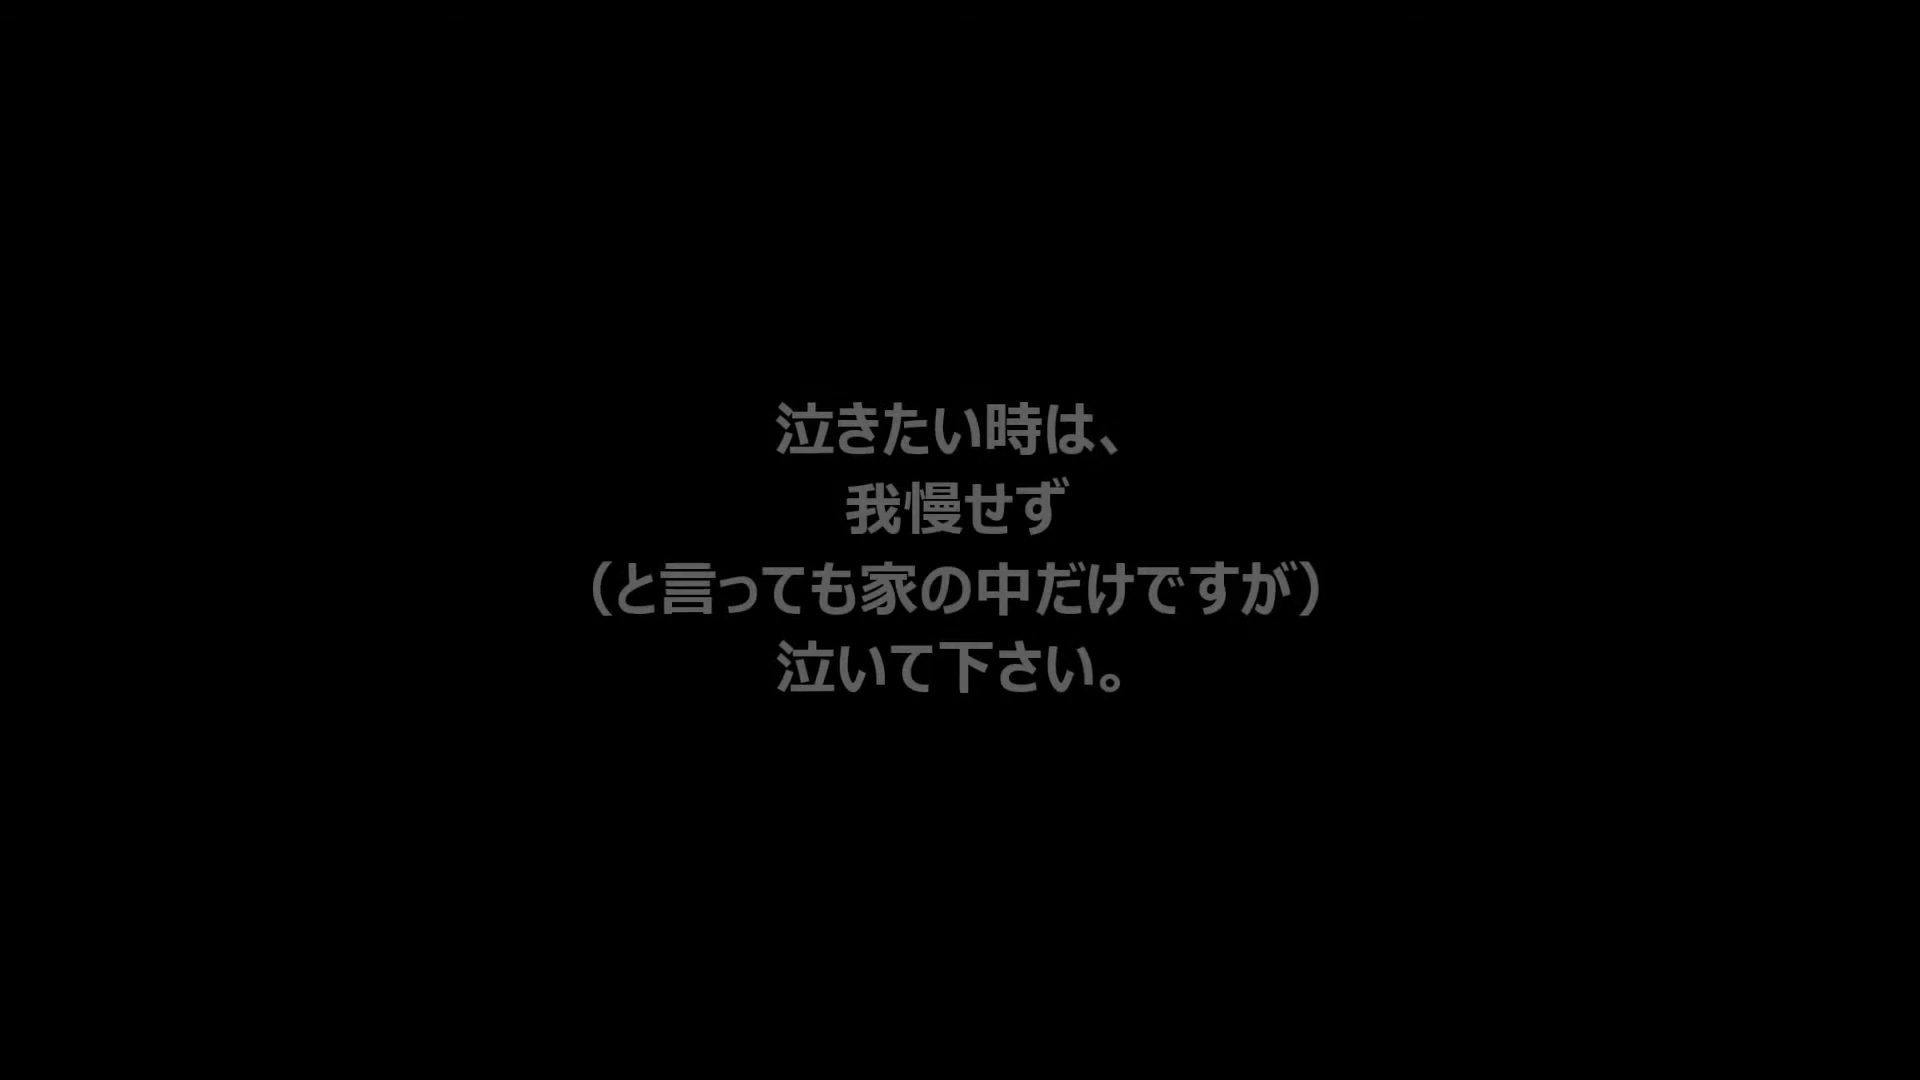 泣きたい時は、
我慢せず
（と言っても家の中だけですが）
泣いて下さい。